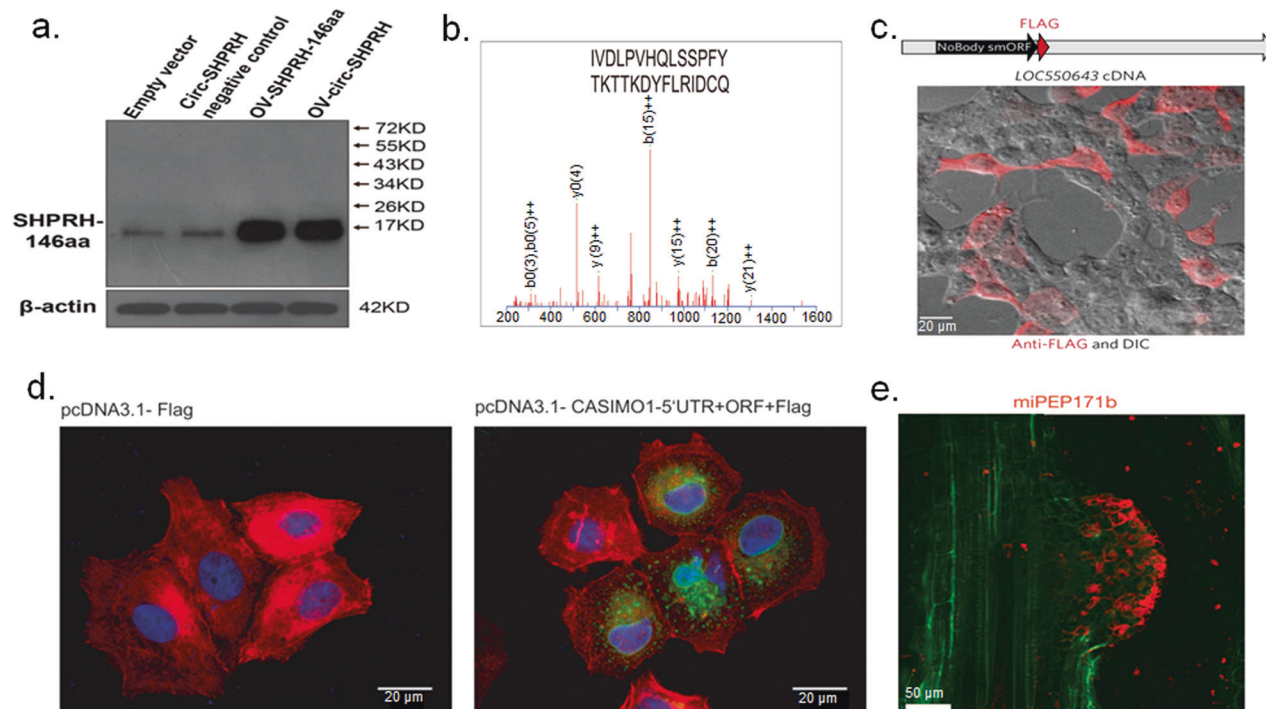 a.
Empty vector
Circ-SHPRH
negative control
OV-SHPRH-146aa
OV-circ-SHPRH
72KD
55KD
43KD
34KD
26KD
17KD
SHPRH-
146aa
β-actin
42KD
b.
IVDLPVHQLSSPFY
TKTTKDYFLRIDCQ
b0(3),b0(5)++
y0(4)
y (9)++
b(15)++
y(15)++
b(20)++
y(21)++
200 400 600 800 1000 1200 1400 1600
c.
FLAG
NoBody smORF
LOC550643 cDNA
20 µm
Anti-FLAG and DIC
d.
pcDNA3.1- Flag
20 µm
pcDNA3.1- CASIMO1-5'UTR+ORF+Flag
20 µm
e.
miPEP171b
50 µm